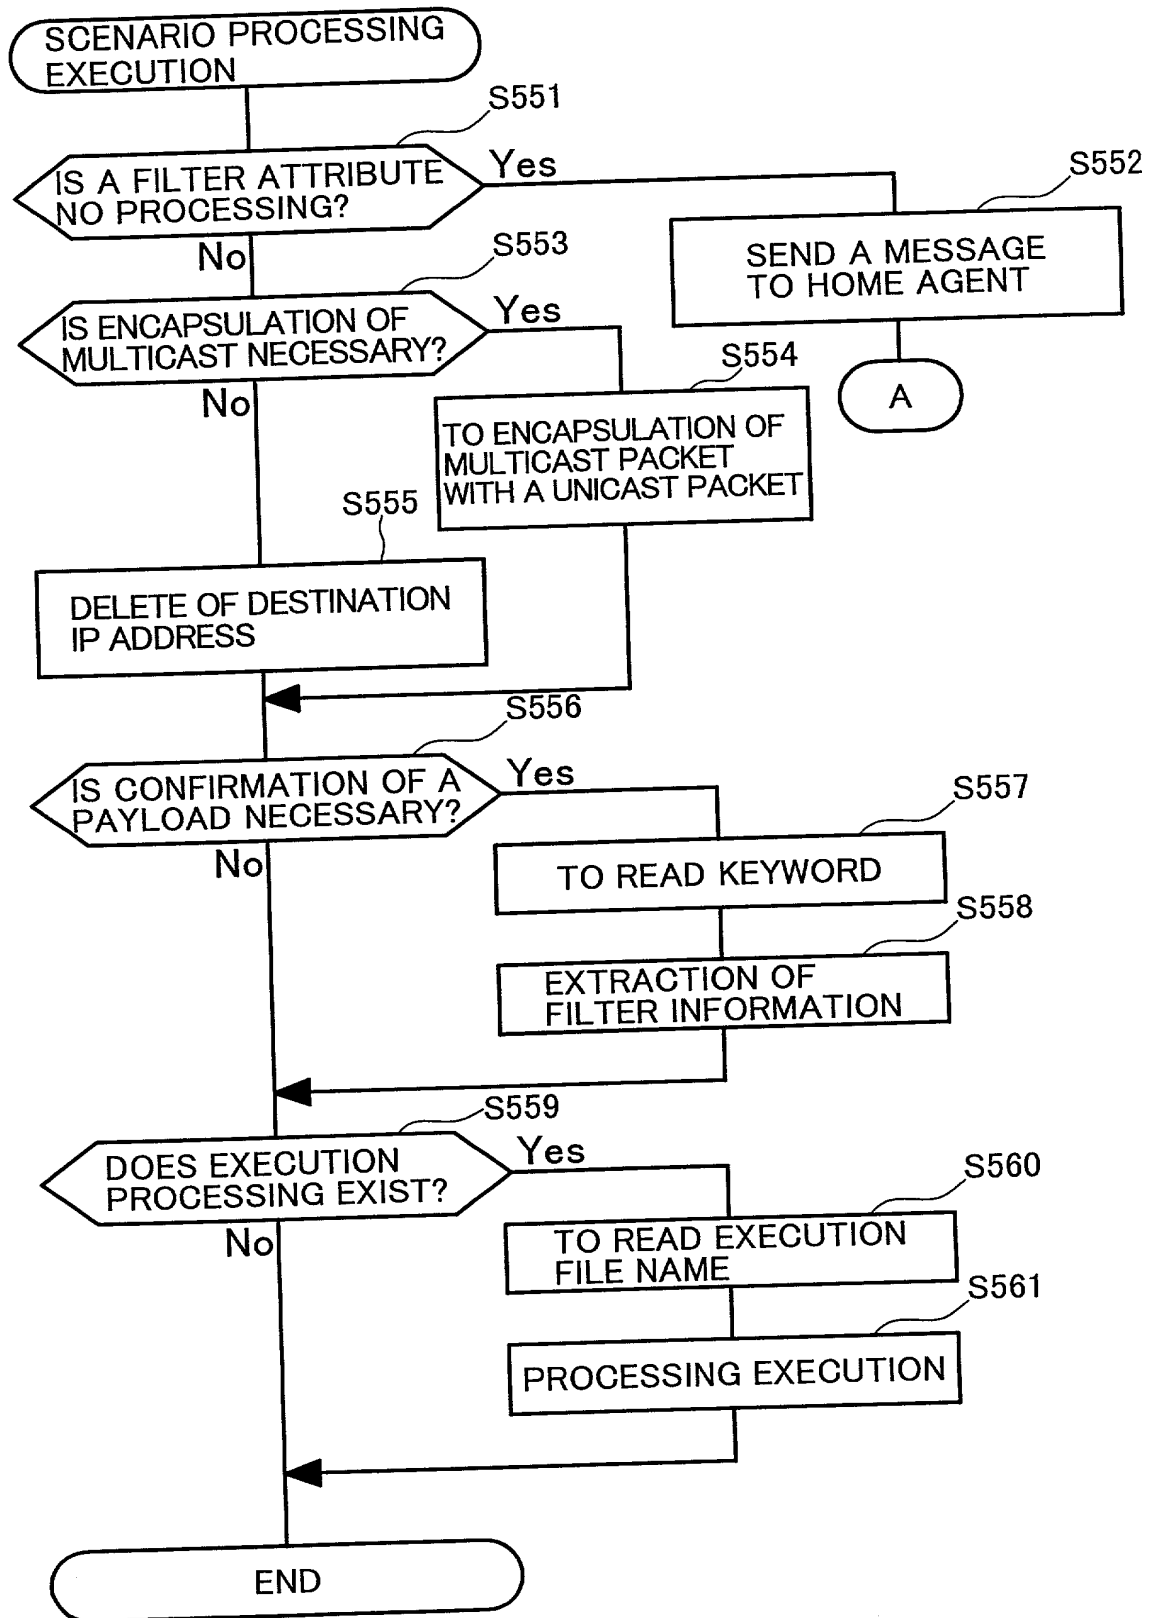 SCENARIO PROCESSING
EXECUTION
S551
IS A FILTER ATTRIBUTE
NO PROCESSING?
Yes
No
S552
SEND A MESSAGE
TO HOME AGENT
A
S553
IS ENCAPSULATION OF
MULTICAST NECESSARY?
Yes
No
S554
TO ENCAPSULATION OF
MULTICAST PACKET
WITH A UNICAST PACKET
S555
DELETE OF DESTINATION
IP ADDRESS
S556
IS CONFIRMATION OF A
PAYLOAD NECESSARY?
Yes
No
S557
TO READ KEYWORD
S558
EXTRACTION OF
FILTER INFORMATION
S559
DOES EXECUTION
PROCESSING EXIST?
Yes
No
S560
TO READ EXECUTION
FILE NAME
S561
PROCESSING EXECUTION
END